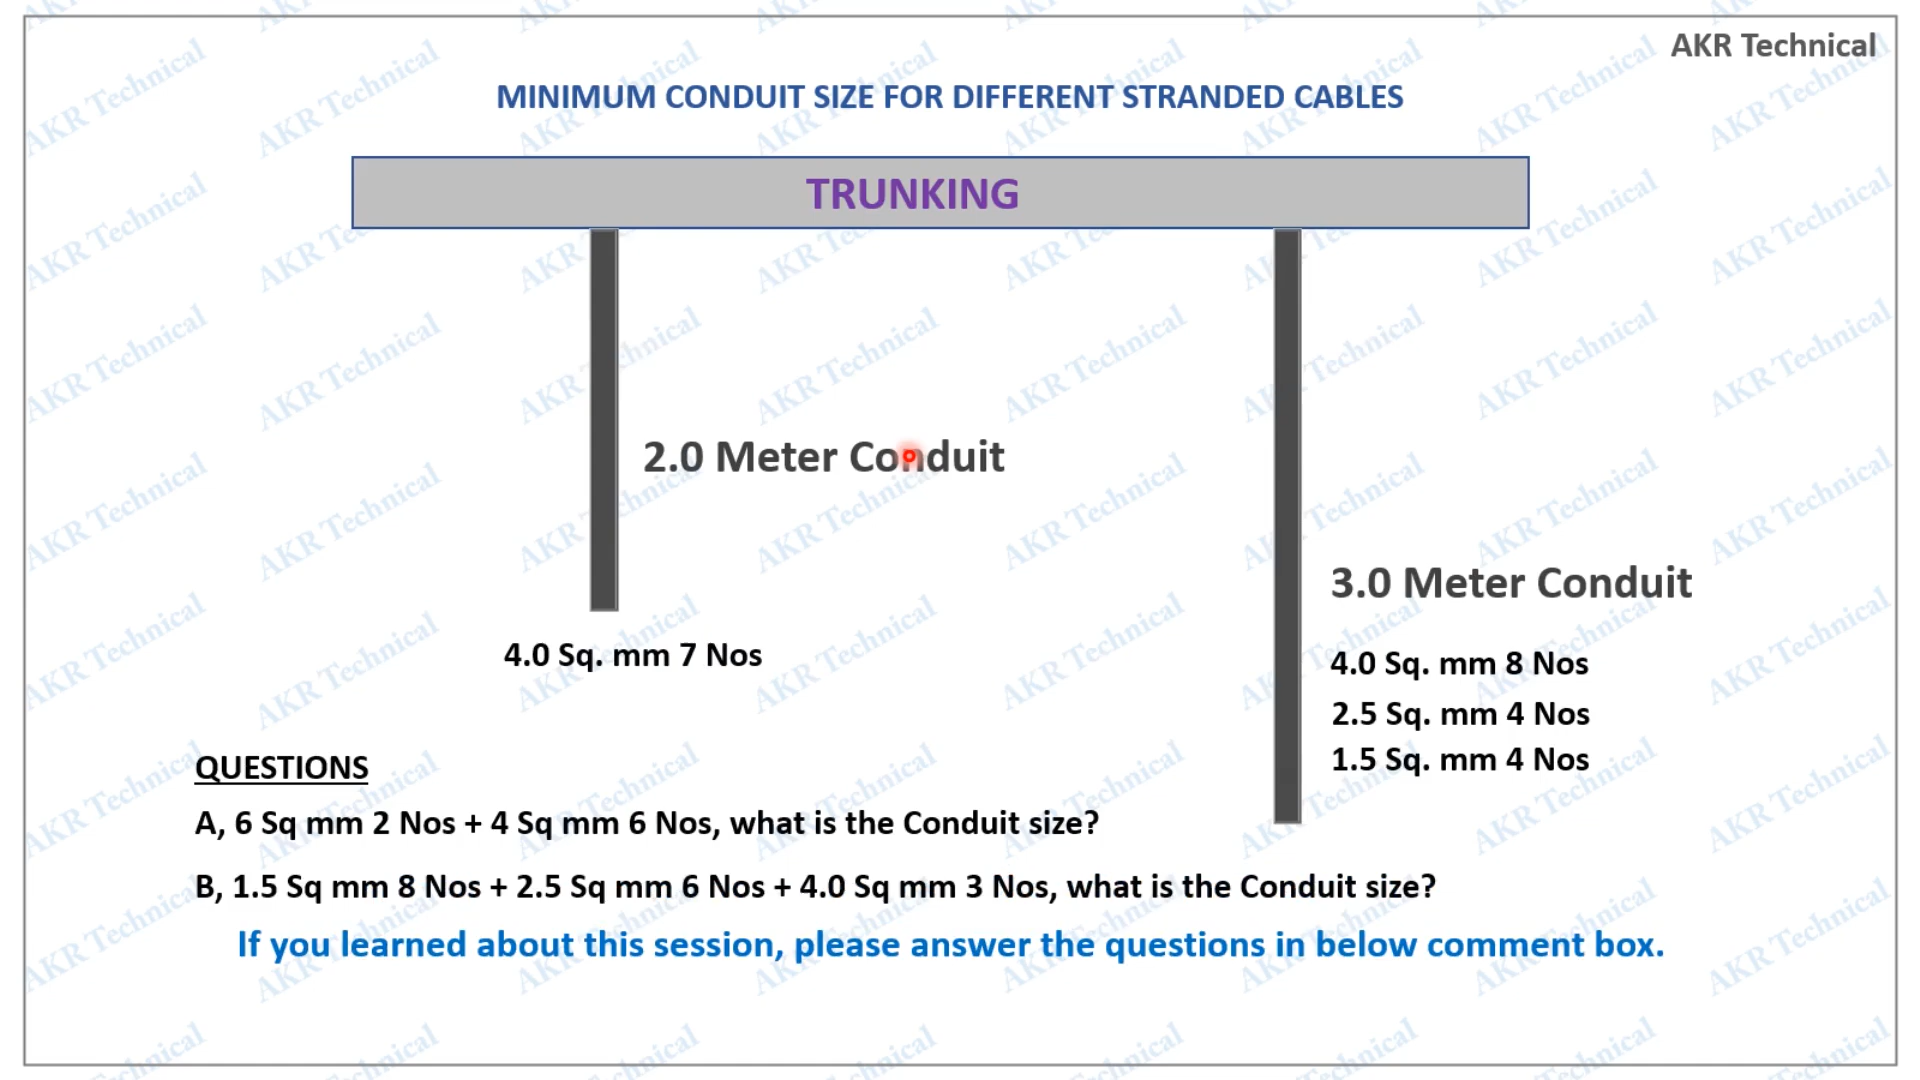 AKR Technical
MINIMUM CONDUIT SIZE FOR DIFFERENT STRANDED CABLES
TRUNKING
2.0 Meter Conduit
3.0 Meter Conduit
4.0 Sq. mm 7 Nos
4.0 Sq. mm 8 Nos
2.5 Sq. mm 4 Nos
1.5 Sq. mm 4 Nos
QUESTIONS
A, 6 Sq mm 2 Nos + 4 Sq mm 6 Nos, what is the Conduit size?
B, 1.5 Sq mm 8 Nos + 2.5 Sq mm 6 Nos + 4.0 Sq mm 3 Nos, what is the Conduit size?
If you learned about this session, please answer the questions in below comment box.